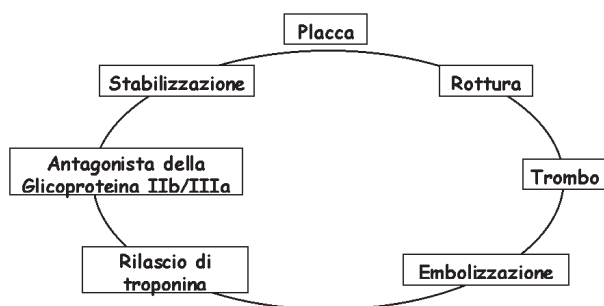 Placca
Stabilizzazione
Rottura
Antagonista della
Glicoproteina IIb/IIIa
Trombo
Rilascio di
troponina
Embolizzazione